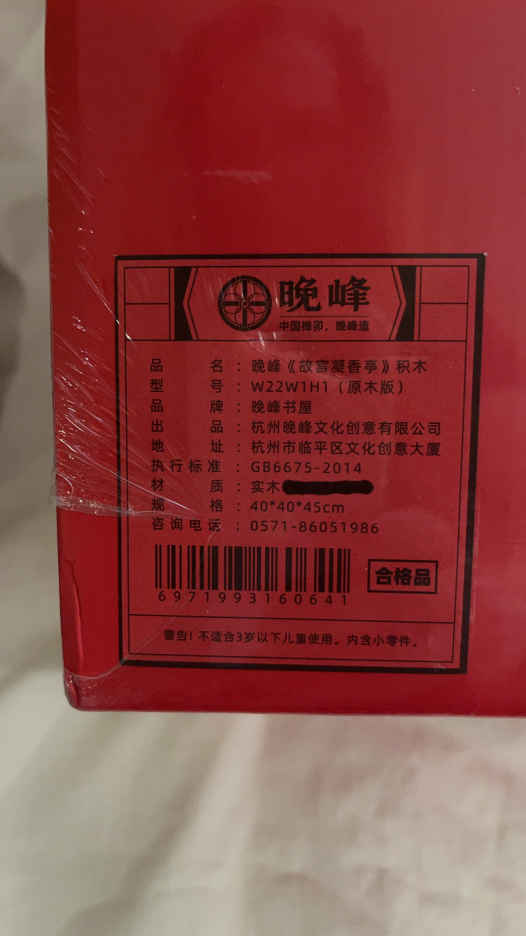 晚峰
中国榫卯，晚峰造
品名：晚峰《故宫凝香亭》积木
型号：W22W1H1（原木版）
品牌：晚峰书屋
出品：杭州晚峰文化创意有限公司
地址：杭州市临平区文化创意大厦
执行标准：GB6675-2014
材质：实木
规格：40*40*45cm
咨询电话：0571-86051986
合格品
6971993160641
警告！不适合3岁以下儿童使用。内含小零件。